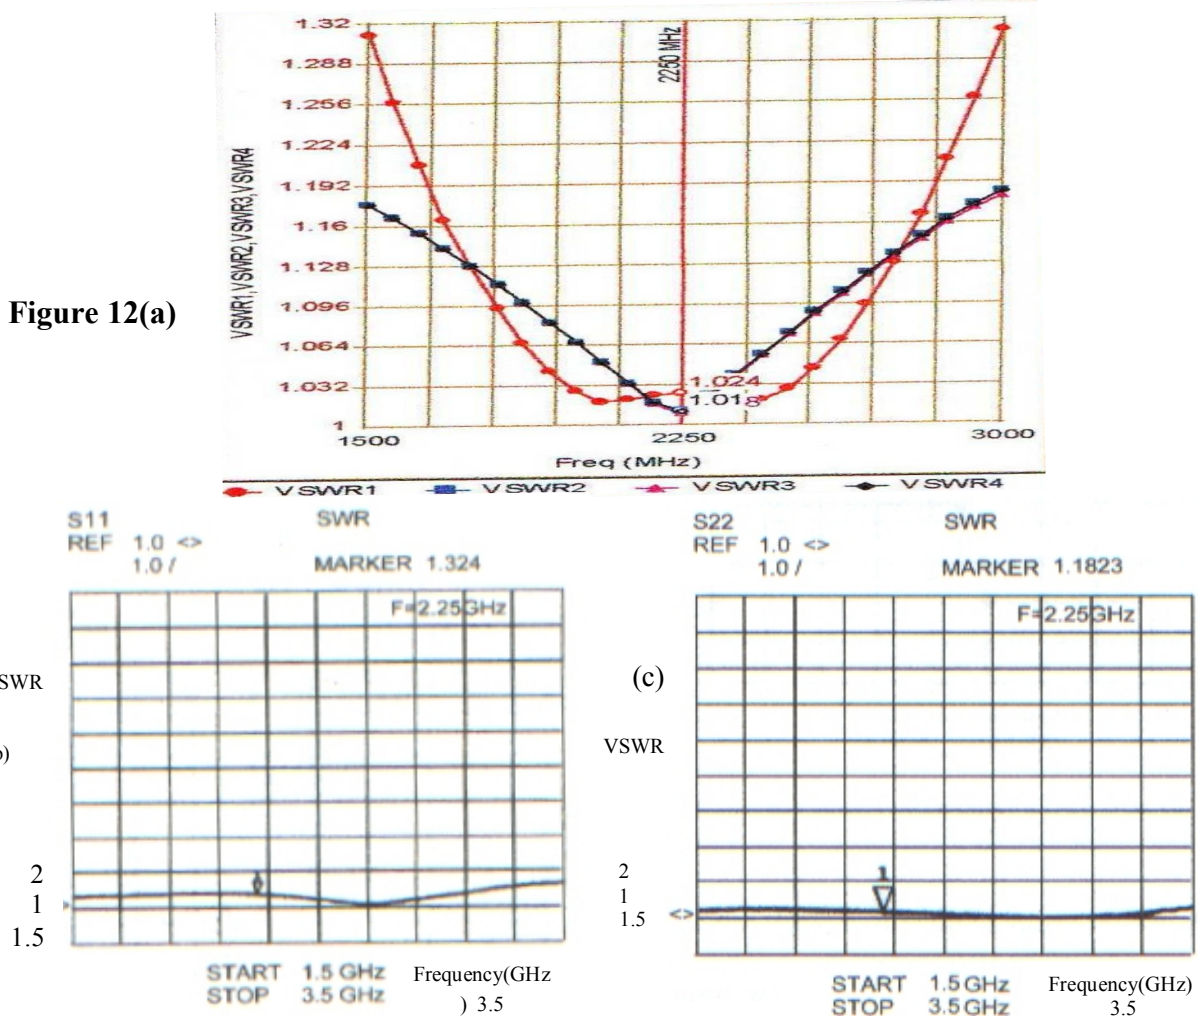 1.32
1.288
1.256
1.224
1.192
1.16
1.128
1.096
1.064
1.032
1
VSWR1,VSWR2,VSWR3,VSWR4
2250 MHz
1.024
1.018
1500 2250 3000
Freq (MHz)
VSWR1 VSWR2 VSWR3 VSWR4
Figure 12(a)
S11 SWR
REF 1.0 <>
1.0 / MARKER 1.324
F=2.25GHz
SWR
)
2
1
1.5
START 1.5 GHz Frequency(GHz
STOP 3.5 GHz ) 3.5
S22 SWR
REF 1.0 <>
1.0 / MARKER 1.1823
F=2.25GHz
(c)
VSWR
1
2
1
1.5
<>
START 1.5 GHz Frequency(GHz)
STOP 3.5 GHz 3.5